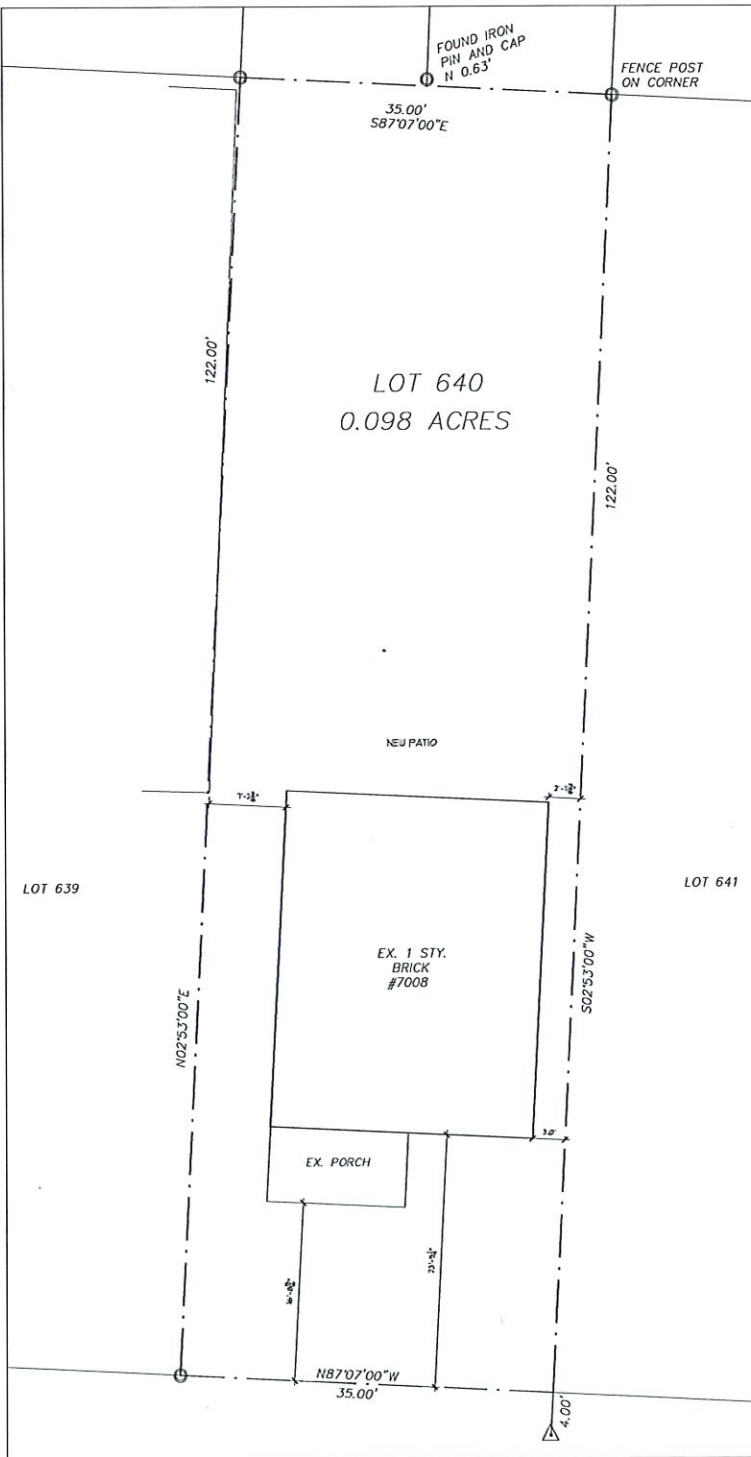 FOUND IRON
PIN AND CAP
N 0.63'
FENCE POST
ON CORNER
35.00'
S87°07'00"E
122.00'
LOT 640
0.098 ACRES
122.00'
NEW PATIO
LOT 639
LOT 641
EX. 1 STY.
BRICK
#7008
N02°53'00"E
S02°53'00"W
3.0'
EX. PORCH
N87°07'00"W
35.00'
4.00'